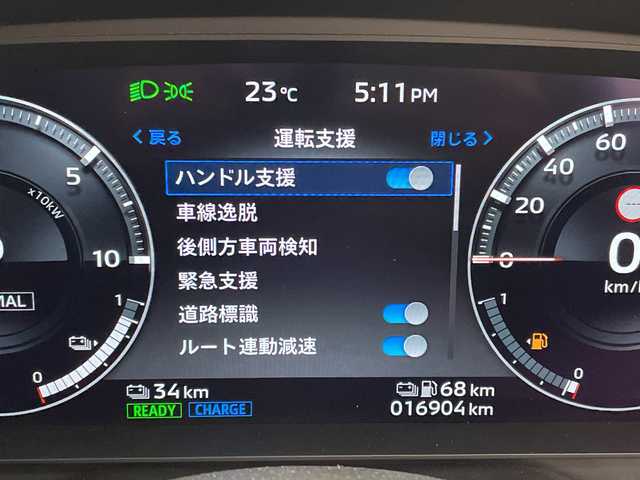 23℃ 5:11PM
戻る 運転支援 閉じる
ハンドル支援
車線逸脱
後側方車両検知
緊急支援
道路標識
ルート連動減速
5
x10kW
10
MAL
1
0
60
40
20
0
0
km/h
1
0
34km
READY CHARGE
68km
016904km